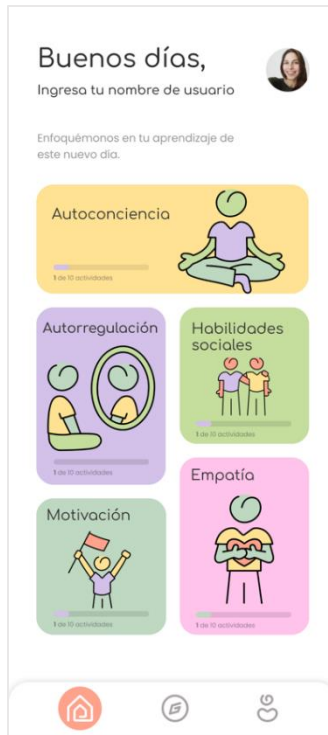 Buenos días,
Ingresa tu nombre de usuario
Enfoquémonos en tu aprendizaje de
este nuevo día.
Autoconciencia
1 de 10 actividades
Autorregulación
1 de 10 actividades
Habilidades
sociales
1 de 10 actividades
Motivación
1 de 10 actividades
Empatía
1 de 10 actividades